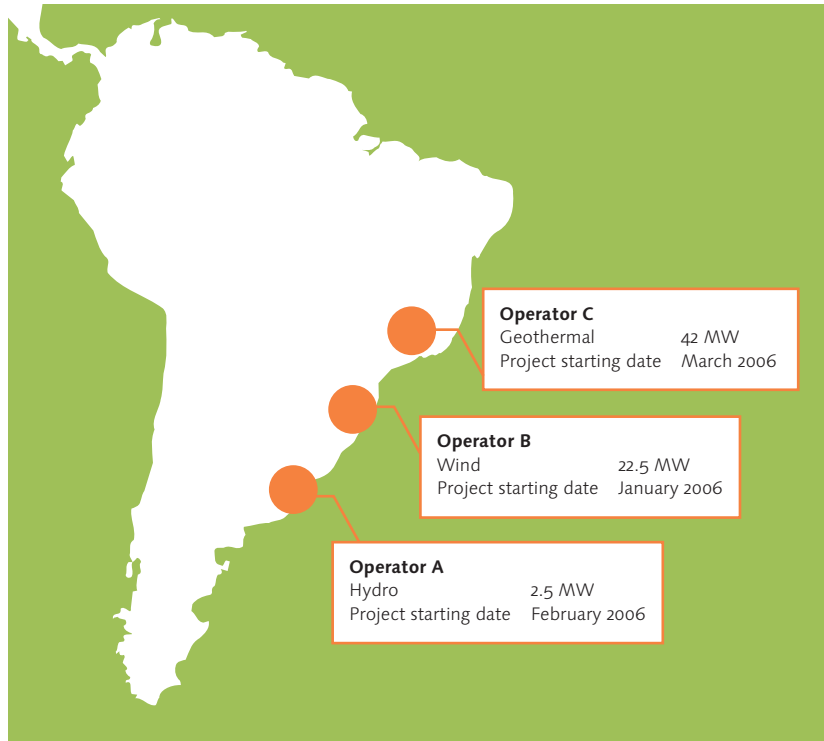 Operator C
Geothermal 42 MW
Project starting date March 2006
Operator B
Wind 22.5 MW
Project starting date January 2006
Operator A
Hydro 2.5 MW
Project starting date February 2006